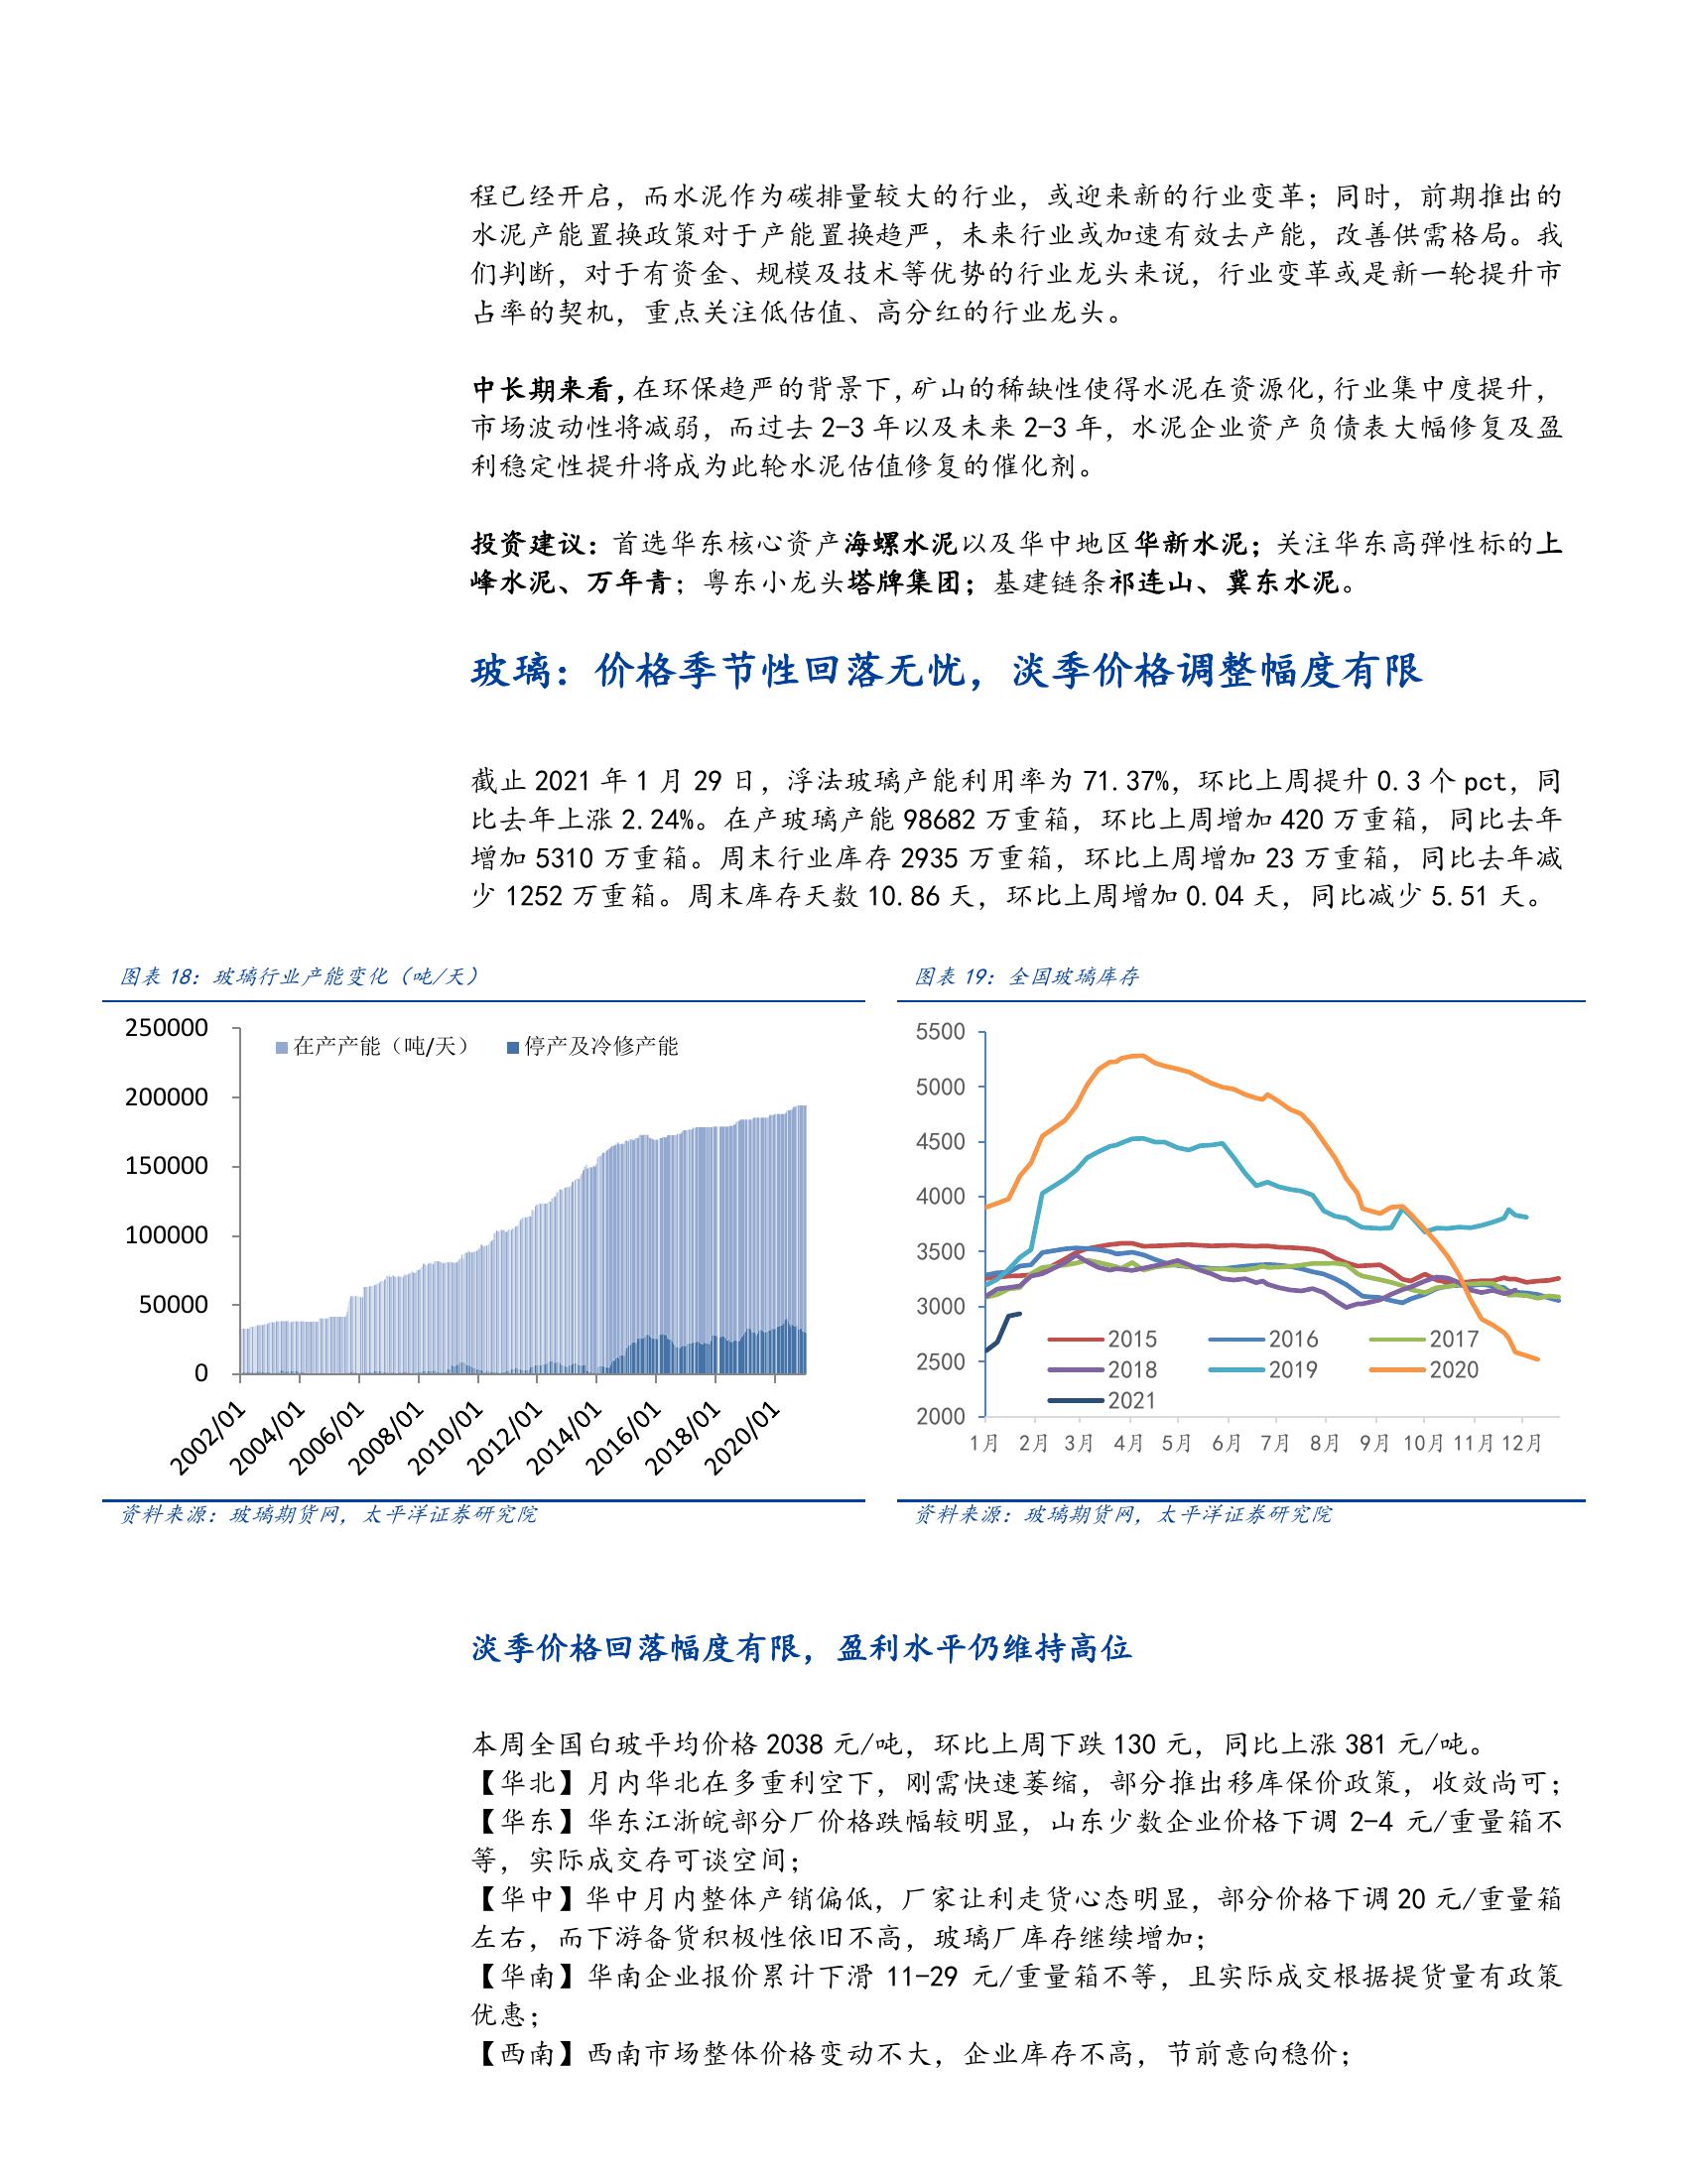 程已经开启，而水泥作为碳排量较大的行业，或迎来新的行业变革；同时，前期推出的
水泥产能置换政策对于产能置换趋严，未来行业或加速有效去产能，改善供需格局。我
们判断，对于有资金、规模及技术等优势的行业龙头来说，行业变革或是新一轮提升市
占率的契机，重点关注低估值、高分红的行业龙头。
中长期来看，在环保趋严的背景下，矿山的稀缺性使得水泥在资源化，行业集中度提升，
市场波动性将减弱，而过去 2-3 年以及未来 2-3 年，水泥企业资产负债表大幅修复及盈
利稳定性提升将成为此轮水泥估值修复的催化剂。
投资建议：首选华东核心资产海螺水泥以及华中地区华新水泥；关注华东高弹性标的上
峰水泥、万年青；粤东小龙头塔牌集团；基建链条祁连山、冀东水泥。
玻璃：价格季节性回落无忧，淡季价格调整幅度有限
截止 2021 年 1 月 29 日，浮法玻璃产能利用率为 71.37%，环比上周提升 0.3 个 pct，同
比去年上涨 2.24%。在产玻璃产能 98682 万重箱，环比上周增加 420 万重箱，同比去年
增加 5310 万重箱。周末行业库存 2935 万重箱，环比上周增加 23 万重箱，同比去年减
少 1252 万重箱。周末库存天数 10.86 天，环比上周增加 0.04 天，同比减少 5.51 天。
图表 18：玻璃行业产能变化（吨/天）
250000
200000
150000
100000
50000
0
在产产能（吨/天） 停产及冷修产能
2002/01 2004/01 2006/01 2008/01 2010/01 2012/01 2014/01 2016/01 2018/01 2020/01
资料来源：玻璃期货网，太平洋证券研究院
图表 19：全国玻璃库存
5500
5000
4500
4000
3500
3000
2500
2000
2015 2016 2017
2018 2019 2020
2021
1月 2月 3月 4月 5月 6月 7月 8月 9月 10月 11月 12月
资料来源：玻璃期货网，太平洋证券研究院
淡季价格回落幅度有限，盈利水平仍维持高位
本周全国白玻平均价格 2038 元/吨，环比上周下跌 130 元，同比上涨 381 元/吨。
【华北】月内华北在多重利空下，刚需快速萎缩，部分推出移库保价政策，收效尚可；
【华东】华东江浙皖部分厂价格跌幅较明显，山东少数企业价格下调 2-4 元/重量箱不
等，实际成交存可谈空间；
【华中】华中月内整体产销偏低，厂家让利走货心态明显，部分价格下调 20 元/重量箱
左右，而下游备货积极性依旧不高，玻璃厂库存继续增加；
【华南】华南企业报价累计下滑 11-29 元/重量箱不等，且实际成交根据提货量有政策
优惠；
【西南】西南市场整体价格变动不大，企业库存不高，节前意向稳价；